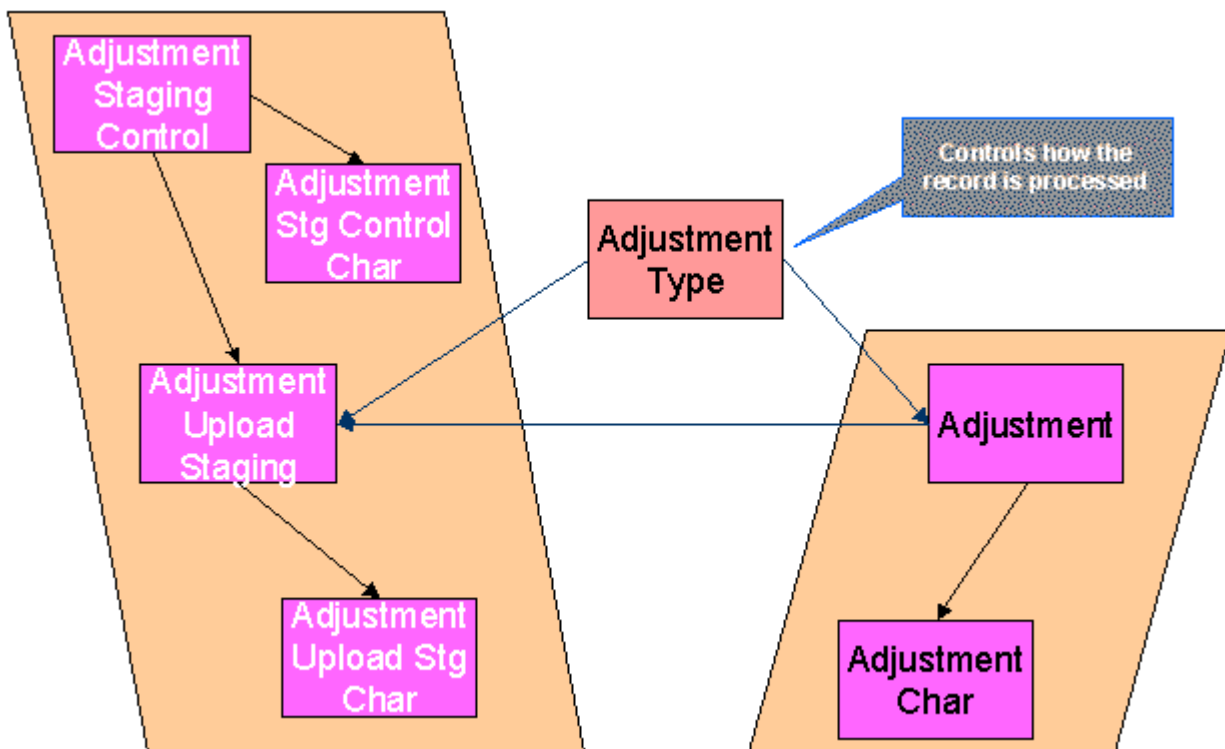 Adjustment
Staging
Control
Adjustment
Stg Control
Char
Controls how the
record is processed
Adjustment
Type
Adjustment
Upload
Staging
Adjustment
Adjustment
Upload Stg
Char
Adjustment
Char